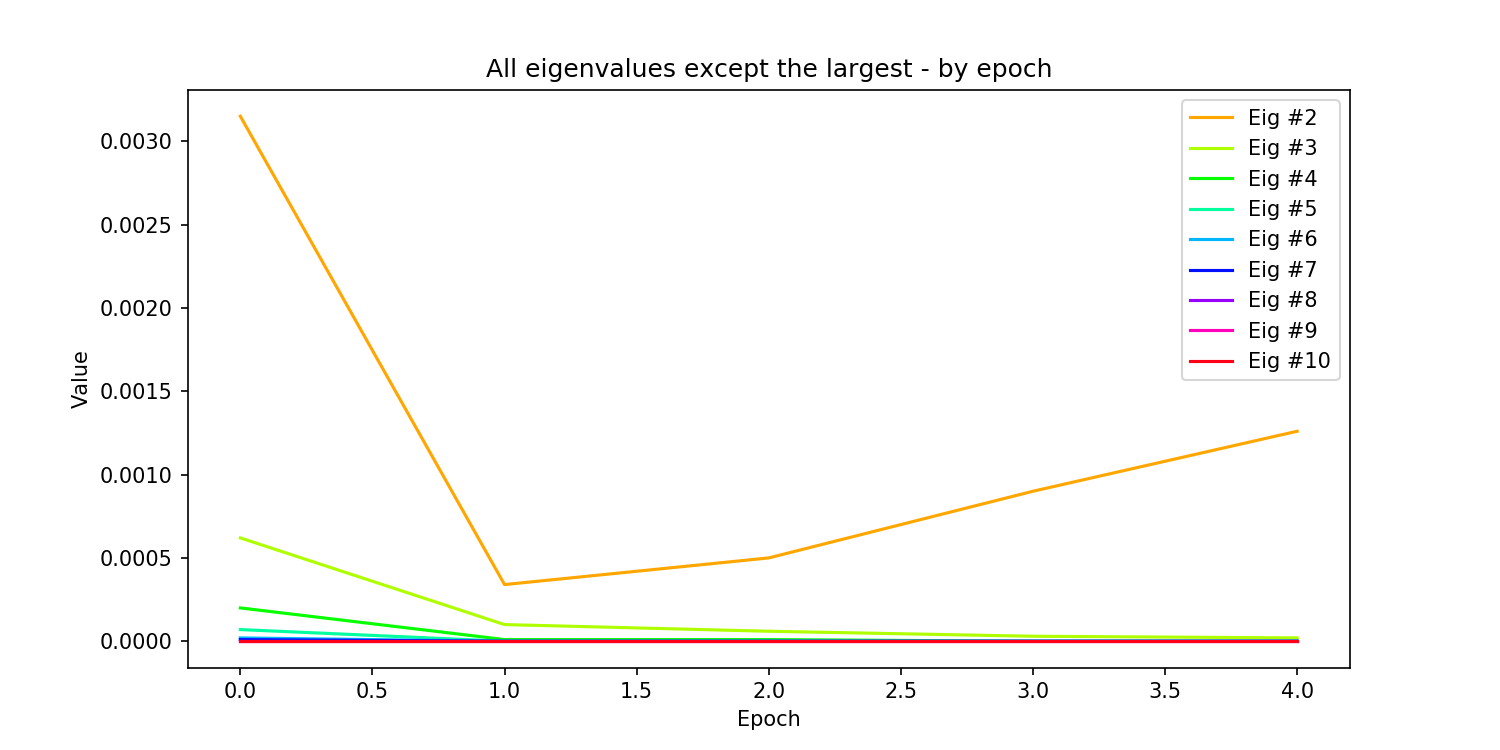 All eigenvalues except the largest - by epoch
Eig #2
Eig #3
Eig #4
Eig #5
Eig #6
Eig #7
Eig #8
Eig #9
Eig #10
Value
0.0030
0.0025
0.0020
0.0015
0.0010
0.0005
0.0000
0.0 0.5 1.0 1.5 2.0 2.5 3.0 3.5 4.0
Epoch